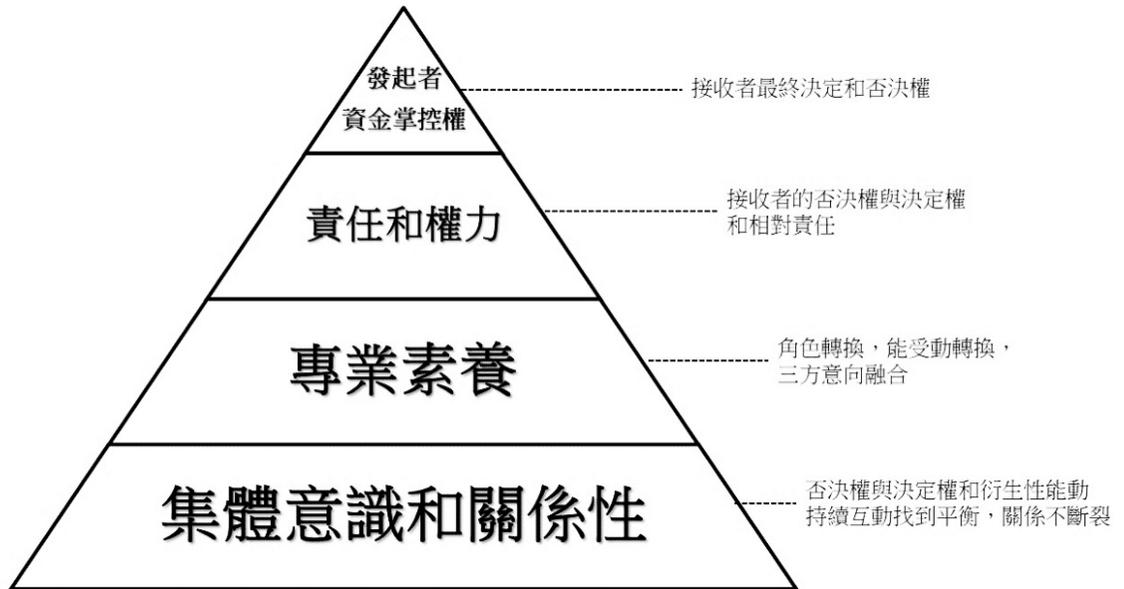 發起者
資金掌控權
接收者最終決定和否決權
責任和權力
接收者的否決權與決定權
和相對責任
專業素養
角色轉換，能受動轉換，
三方意向融合
集體意識和關係性
否決權與決定權和衍生性能動
持續互動找到平衡，關係不斷裂